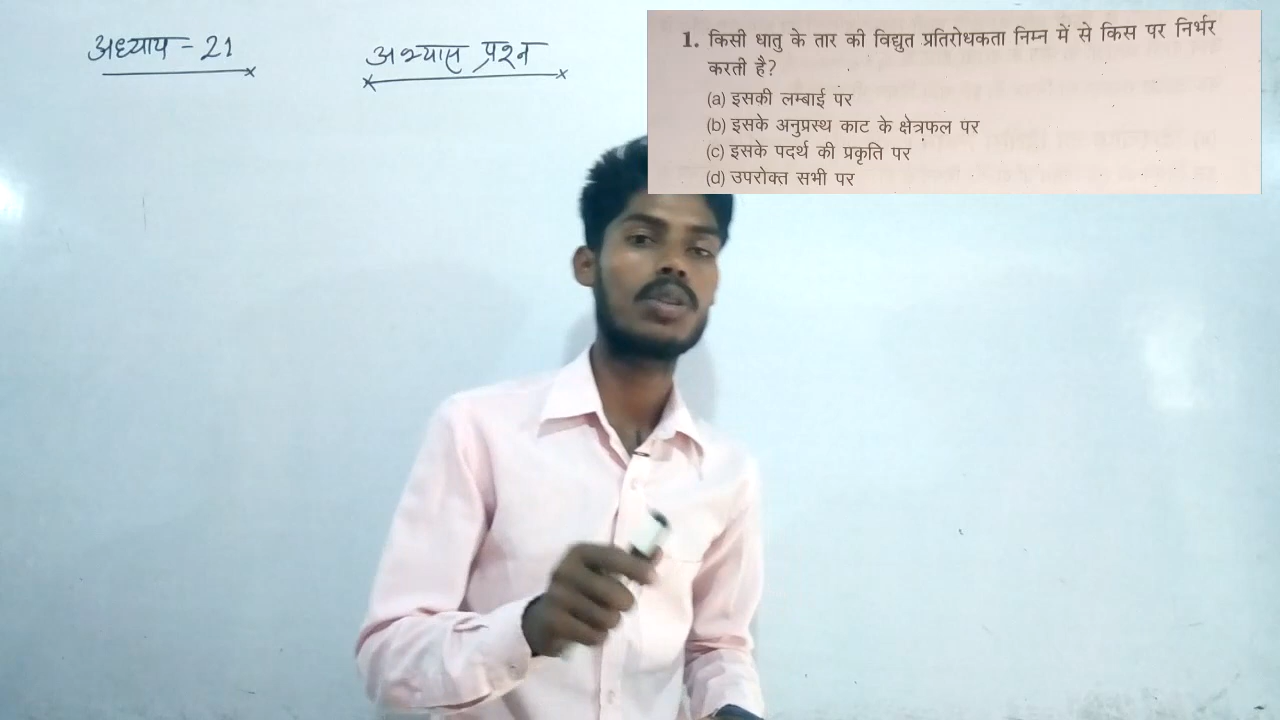 अध्याय - 21
अभ्यास प्रश्न
1. किसी धातु के तार की विद्युत प्रतिरोधकता निम्न में से किस पर निर्भर
करती है?
(a) इसकी लम्बाई पर
(b) इसके अनुप्रस्थ काट के क्षेत्रफल पर
(c) इसके पदर्थ की प्रकृति पर
(d) उपरोक्त सभी पर